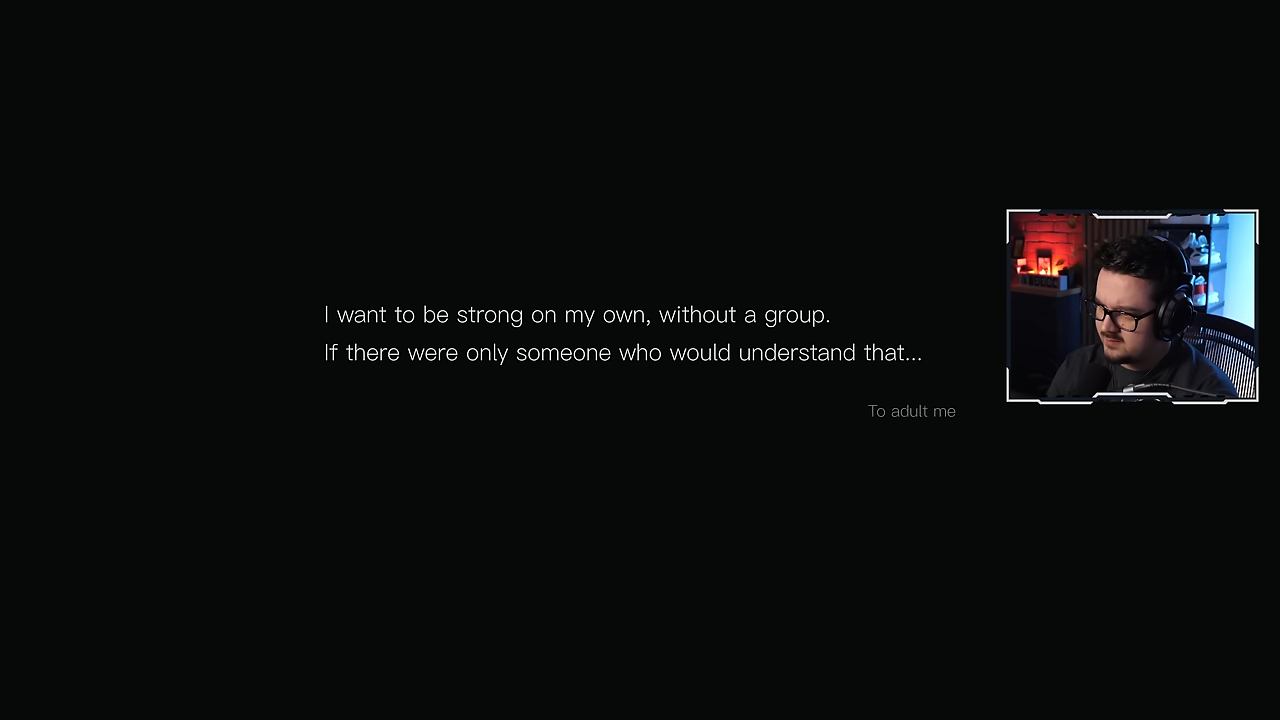 I want to be strong on my own, without a group.
If there were only someone who would understand that...
To adult me